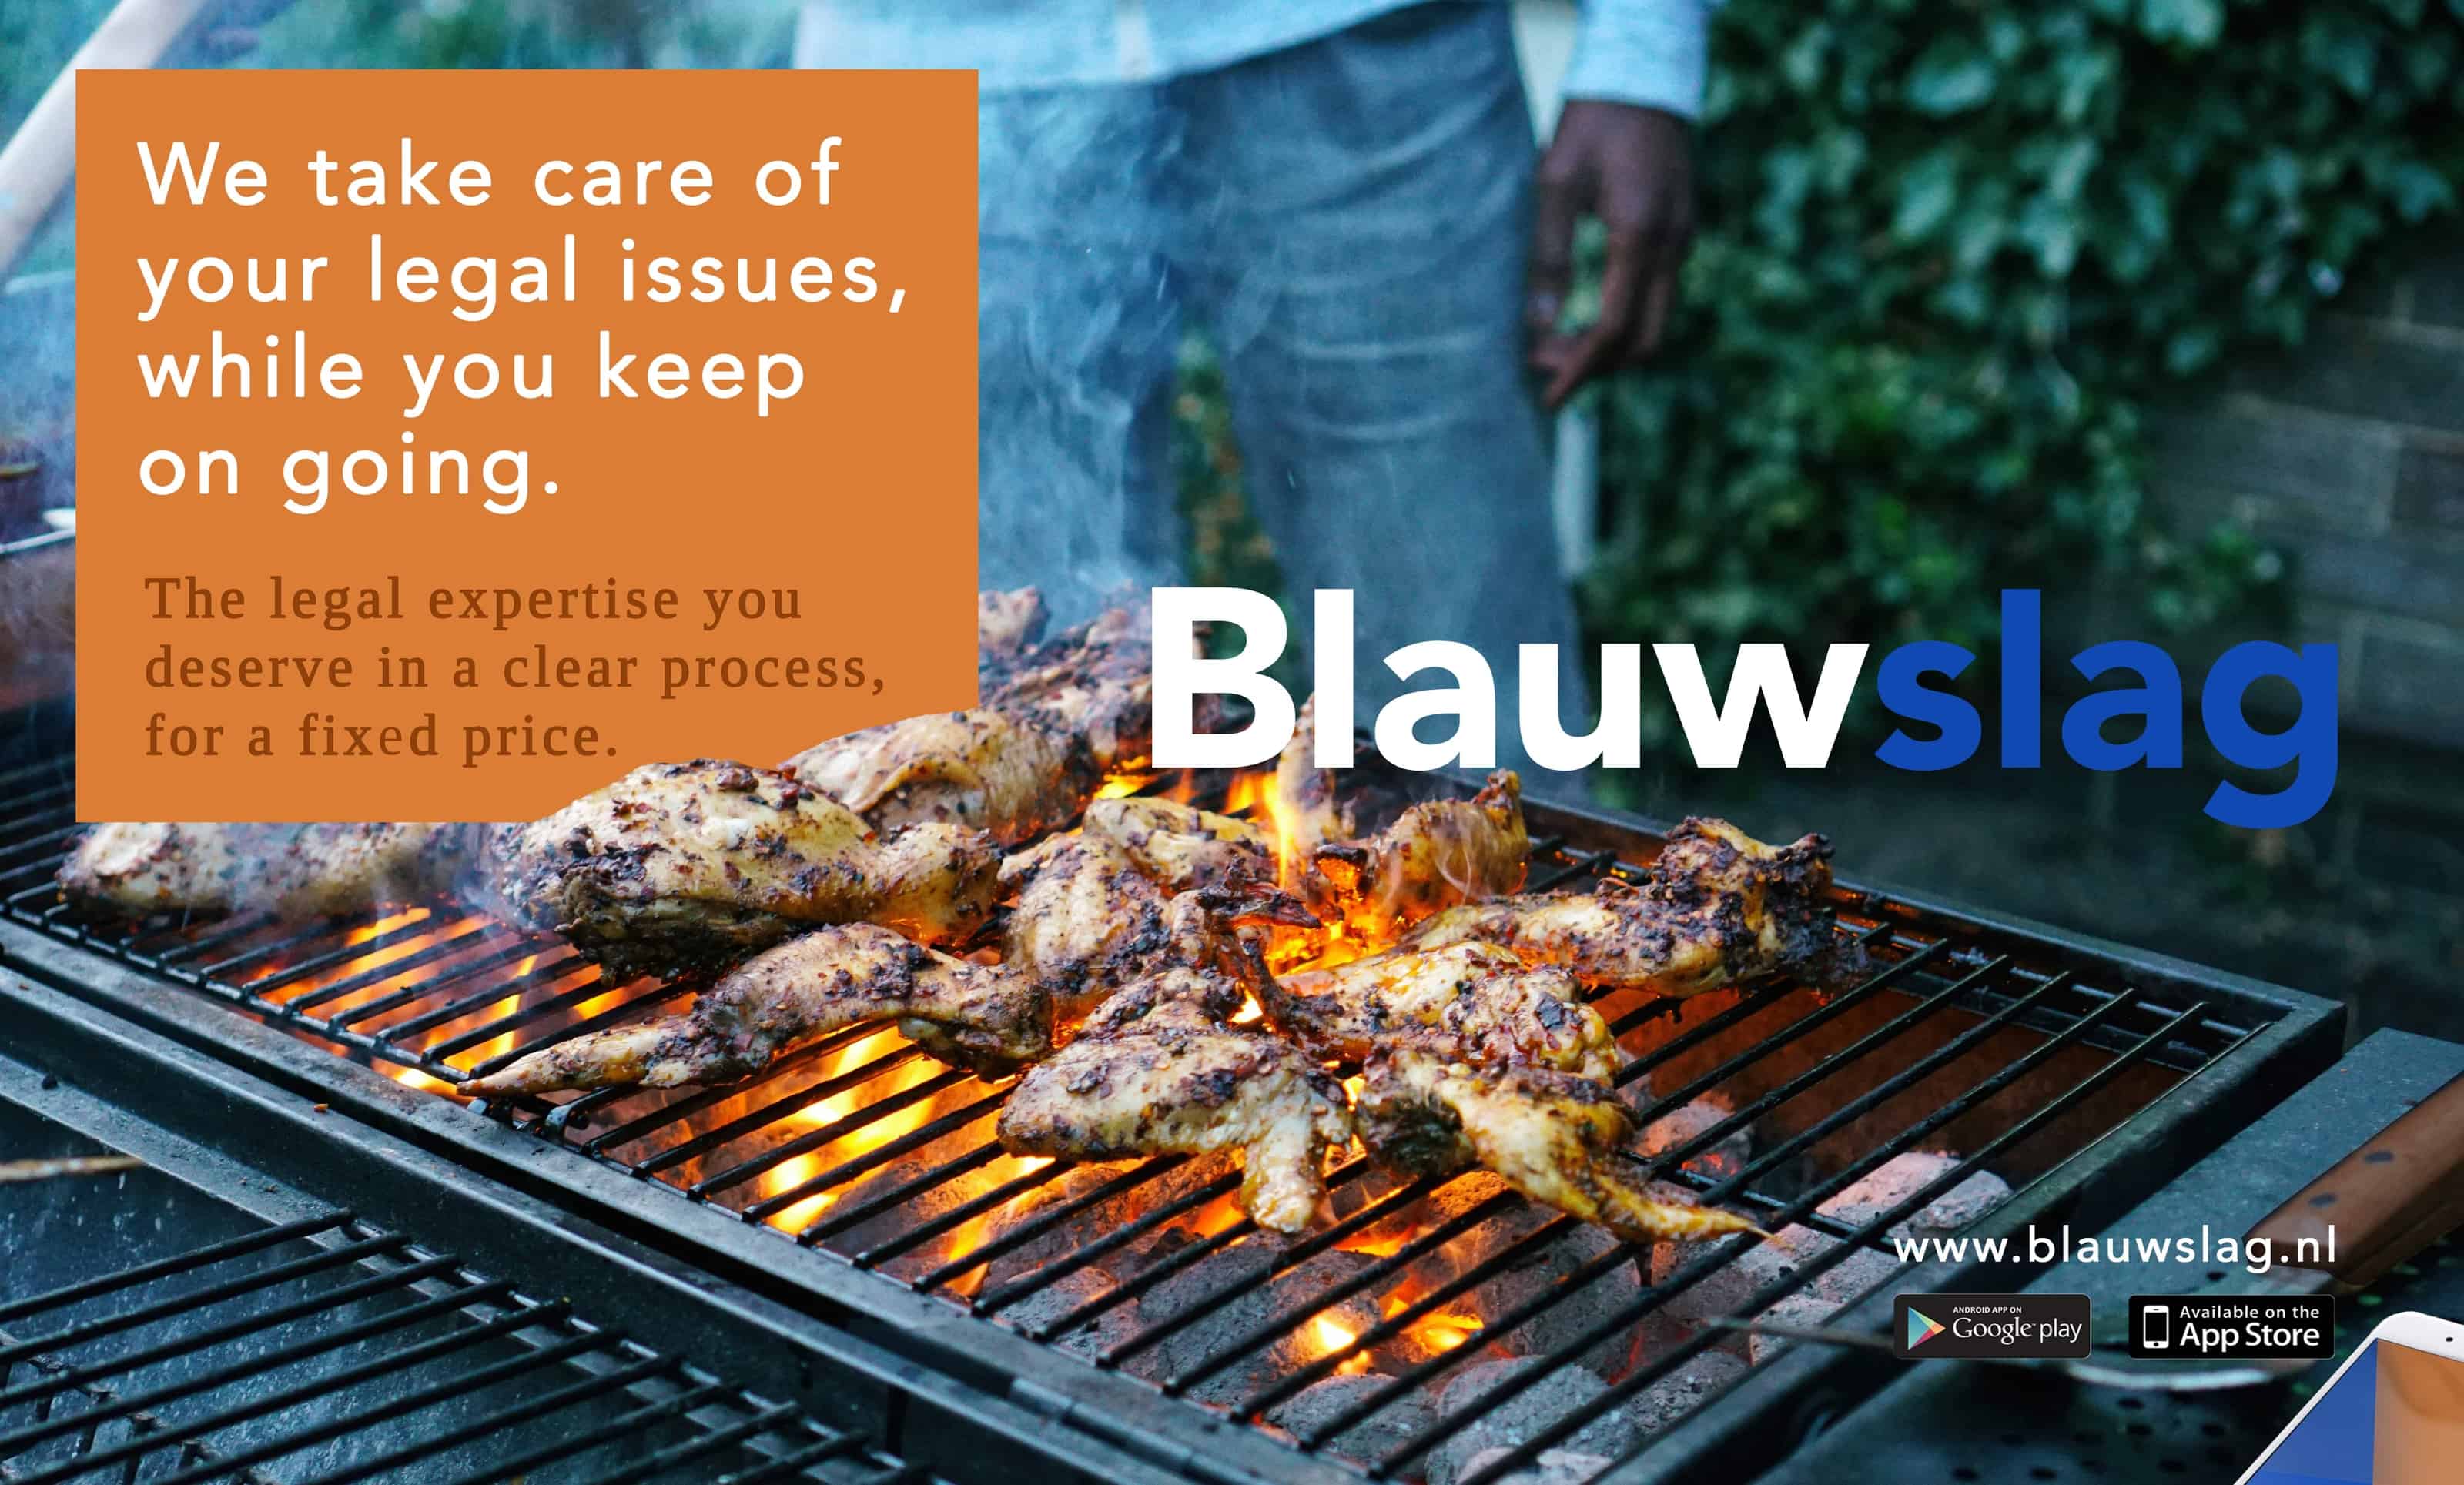 We take care of
your legal issues,
while you keep
on going.
The legal expertise you
deserve in a clear process,
for a fixed price.
Blauwslag
www.blauwslag.nl
ANDROID APP ON
Google play
Available on the
App Store